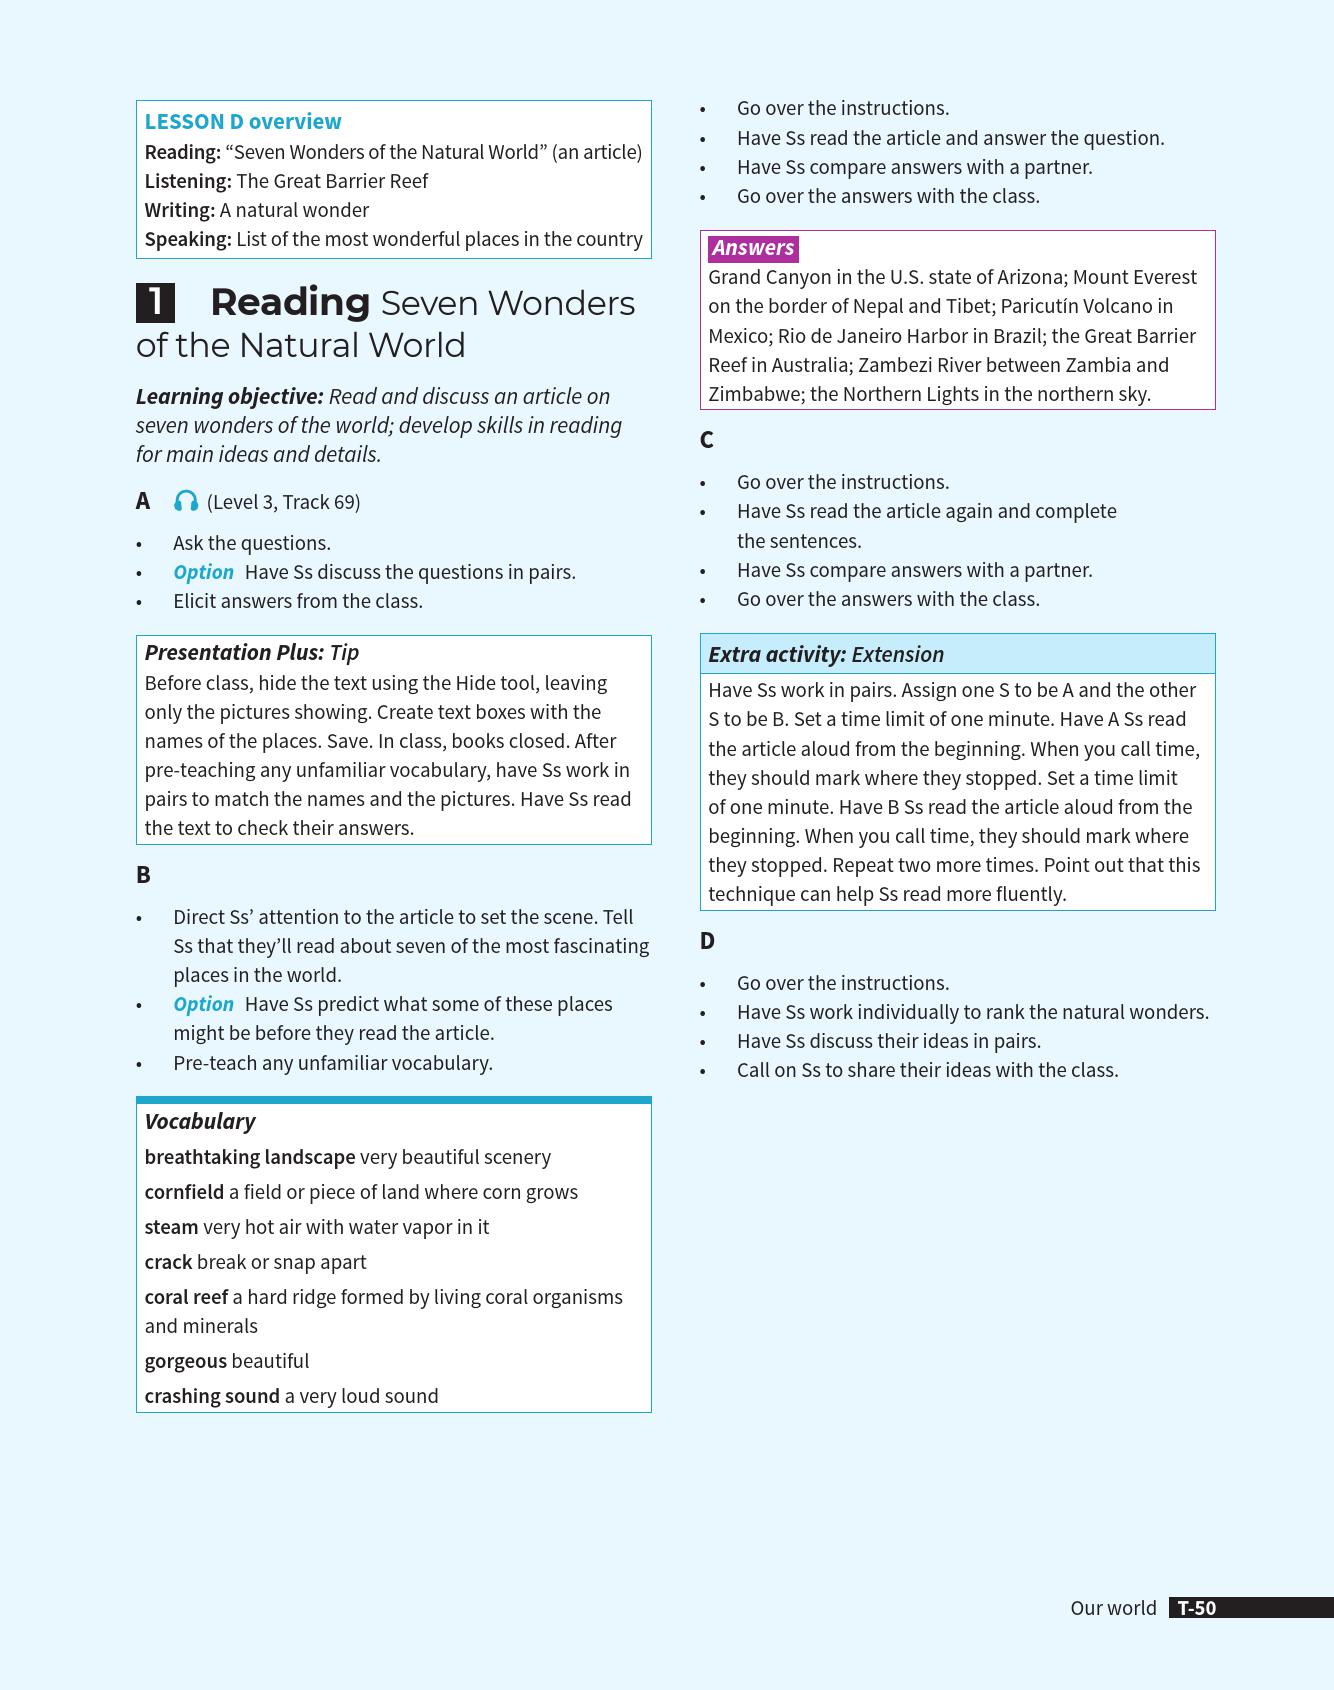 LESSON D overview
Reading: “Seven Wonders of the Natural World” (an article)
Listening: The Great Barrier Reef
Writing: A natural wonder
Speaking: List of the most wonderful places in the country
1 Reading Seven Wonders
of the Natural World
Learning objective: Read and discuss an article on
seven wonders of the world; develop skills in reading
for main ideas and details.
A (Level 3, Track 69)
• Ask the questions.
• Option Have Ss discuss the questions in pairs.
• Elicit answers from the class.
Presentation Plus: Tip
Before class, hide the text using the Hide tool, leaving
only the pictures showing. Create text boxes with the
names of the places. Save. In class, books closed. After
pre-teaching any unfamiliar vocabulary, have Ss work in
pairs to match the names and the pictures. Have Ss read
the text to check their answers.
B
• Direct Ss’ attention to the article to set the scene. Tell
Ss that they’ll read about seven of the most fascinating
places in the world.
• Option Have Ss predict what some of these places
might be before they read the article.
• Pre-teach any unfamiliar vocabulary.
Vocabulary
breathtaking landscape very beautiful scenery
cornfield a field or piece of land where corn grows
steam very hot air with water vapor in it
crack break or snap apart
coral reef a hard ridge formed by living coral organisms
and minerals
gorgeous beautiful
crashing sound a very loud sound
• Go over the instructions.
• Have Ss read the article and answer the question.
• Have Ss compare answers with a partner.
• Go over the answers with the class.
Answers
Grand Canyon in the U.S. state of Arizona; Mount Everest
on the border of Nepal and Tibet; Paricutín Volcano in
Mexico; Rio de Janeiro Harbor in Brazil; the Great Barrier
Reef in Australia; Zambezi River between Zambia and
Zimbabwe; the Northern Lights in the northern sky.
C
• Go over the instructions.
• Have Ss read the article again and complete
the sentences.
• Have Ss compare answers with a partner.
• Go over the answers with the class.
Extra activity: Extension
Have Ss work in pairs. Assign one S to be A and the other
S to be B. Set a time limit of one minute. Have A Ss read
the article aloud from the beginning. When you call time,
they should mark where they stopped. Set a time limit
of one minute. Have B Ss read the article aloud from the
beginning. When you call time, they should mark where
they stopped. Repeat two more times. Point out that this
technique can help Ss read more fluently.
D
• Go over the instructions.
• Have Ss work individually to rank the natural wonders.
• Have Ss discuss their ideas in pairs.
• Call on Ss to share their ideas with the class.
Our world T-50